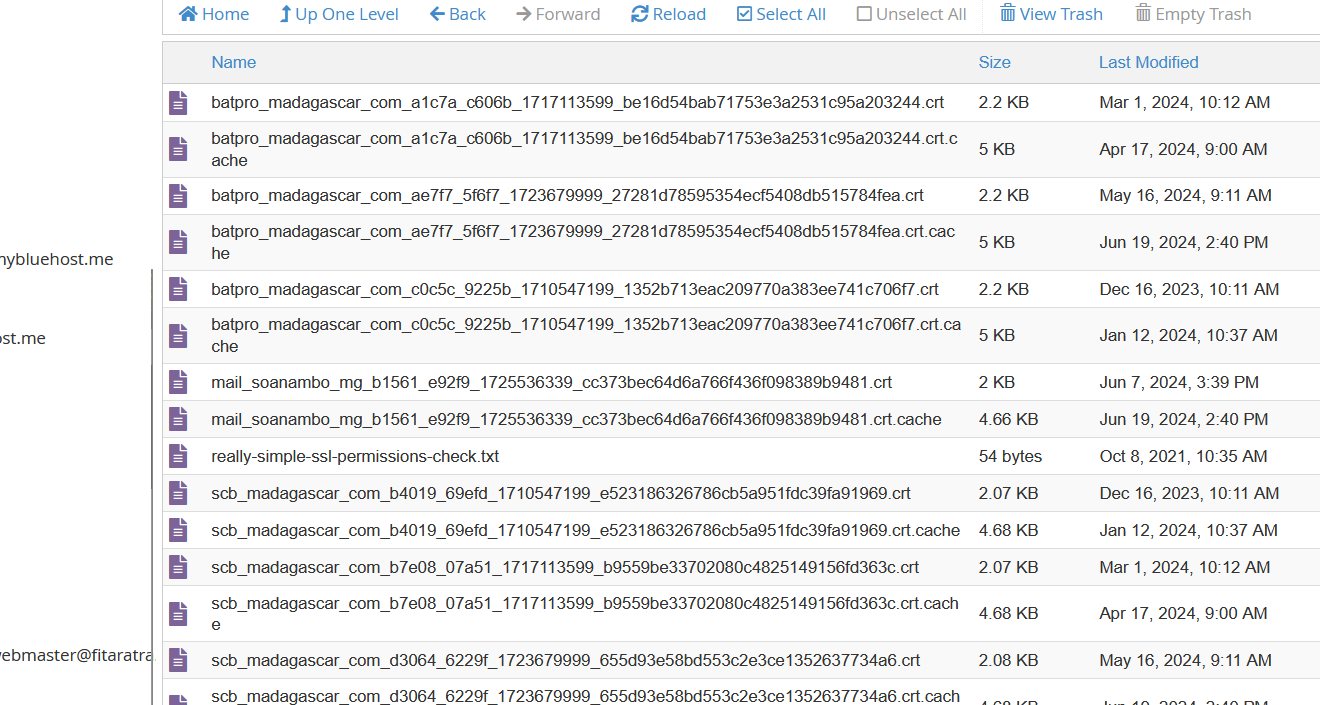 Home Up One Level Back Forward Reload Select All Unselect All View Trash Empty Trash
Name Size Last Modified
batpro_madagascar_com_a1c7a_c606b_1717113599_be16d54bab71753e3a2531c95a203244.crt 2.2 KB Mar 1, 2024, 10:12 AM
batpro_madagascar_com_a1c7a_c606b_1717113599_be16d54bab71753e3a2531c95a203244.crt.c
ache 5 KB Apr 17, 2024, 9:00 AM
batpro_madagascar_com_ae7f7_5f6f7_1723679999_27281d78595354ecf5408db515784fea.crt 2.2 KB May 16, 2024, 9:11 AM
batpro_madagascar_com_ae7f7_5f6f7_1723679999_27281d78595354ecf5408db515784fea.crt.cac
he 5 KB Jun 19, 2024, 2:40 PM
batpro_madagascar_com_c0c5c_9225b_1710547199_1352b713eac209770a383ee741c706f7.crt 2.2 KB Dec 16, 2023, 10:11 AM
batpro_madagascar_com_c0c5c_9225b_1710547199_1352b713eac209770a383ee741c706f7.crt.ca
che 5 KB Jan 12, 2024, 10:37 AM
mail_soanambo_mg_b1561_e92f9_1725536339_cc373bec64d6a766f436f098389b9481.crt 2 KB Jun 7, 2024, 3:39 PM
mail_soanambo_mg_b1561_e92f9_1725536339_cc373bec64d6a766f436f098389b9481.crt.cache 4.66 KB Jun 19, 2024, 2:40 PM
really-simple-ssl-permissions-check.txt 54 bytes Oct 8, 2021, 10:35 AM
scb_madagascar_com_b4019_69efd_1710547199_e523186326786cb5a951fdc39fa91969.crt 2.07 KB Dec 16, 2023, 10:11 AM
scb_madagascar_com_b4019_69efd_1710547199_e523186326786cb5a951fdc39fa91969.crt.cache 4.68 KB Jan 12, 2024, 10:37 AM
scb_madagascar_com_b7e08_07a51_1717113599_b9559be33702080c4825149156fd363c.crt 2.07 KB Mar 1, 2024, 10:12 AM
scb_madagascar_com_b7e08_07a51_1717113599_b9559be33702080c4825149156fd363c.crt.cach
e 4.68 KB Apr 17, 2024, 9:00 AM
scb_madagascar_com_d3064_6229f_1723679999_655d93e58bd553c2e3ce1352637734a6.crt 2.08 KB May 16, 2024, 9:11 AM
scb_madagascar_com_d3064_6229f_1723679999_655d93e58bd553c2e3ce1352637734a6.crt.cach
mybluehost.me
ost.me
webmaster@fitaratra